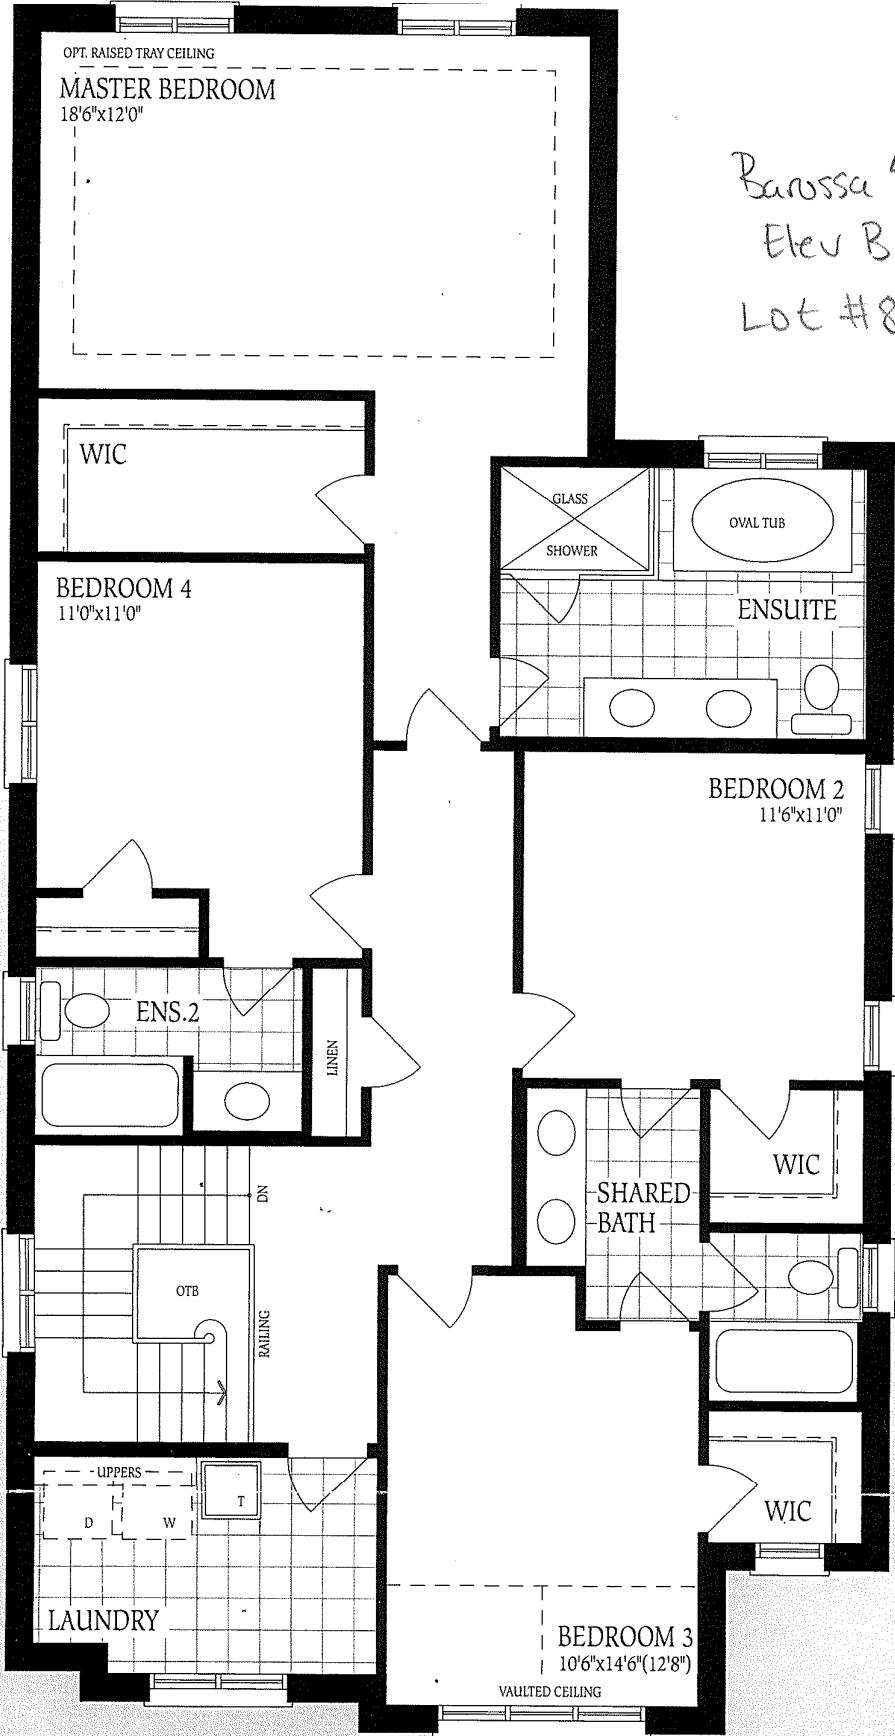 OPT. RAISED TRAY CEILING
MASTER BEDROOM
18'6"x12'0"
Barossa
Elev B
Lot #8
WIC
GLASS
SHOWER
OVAL TUB
ENSUITE
BEDROOM 4
11'0"x11'0"
BEDROOM 2
11'6"x11'0"
ENS.2
LINEN
WIC
SHARED
BATH
DN
OTB
RAILING
UPPERS
D
W
T
LAUNDRY
WIC
BEDROOM 3
10'6"x14'6"(12'8")
VAULTED CEILING